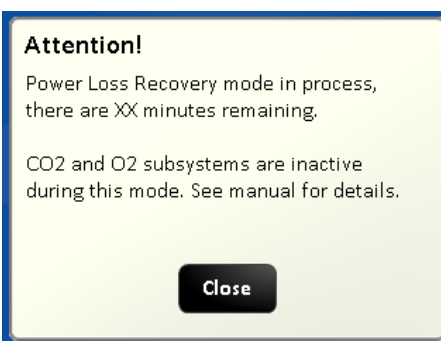 Attention!
Power Loss Recovery mode in process,
there are XX minutes remaining.
CO2 and O2 subsystems are inactive
during this mode. See manual for details.
Close